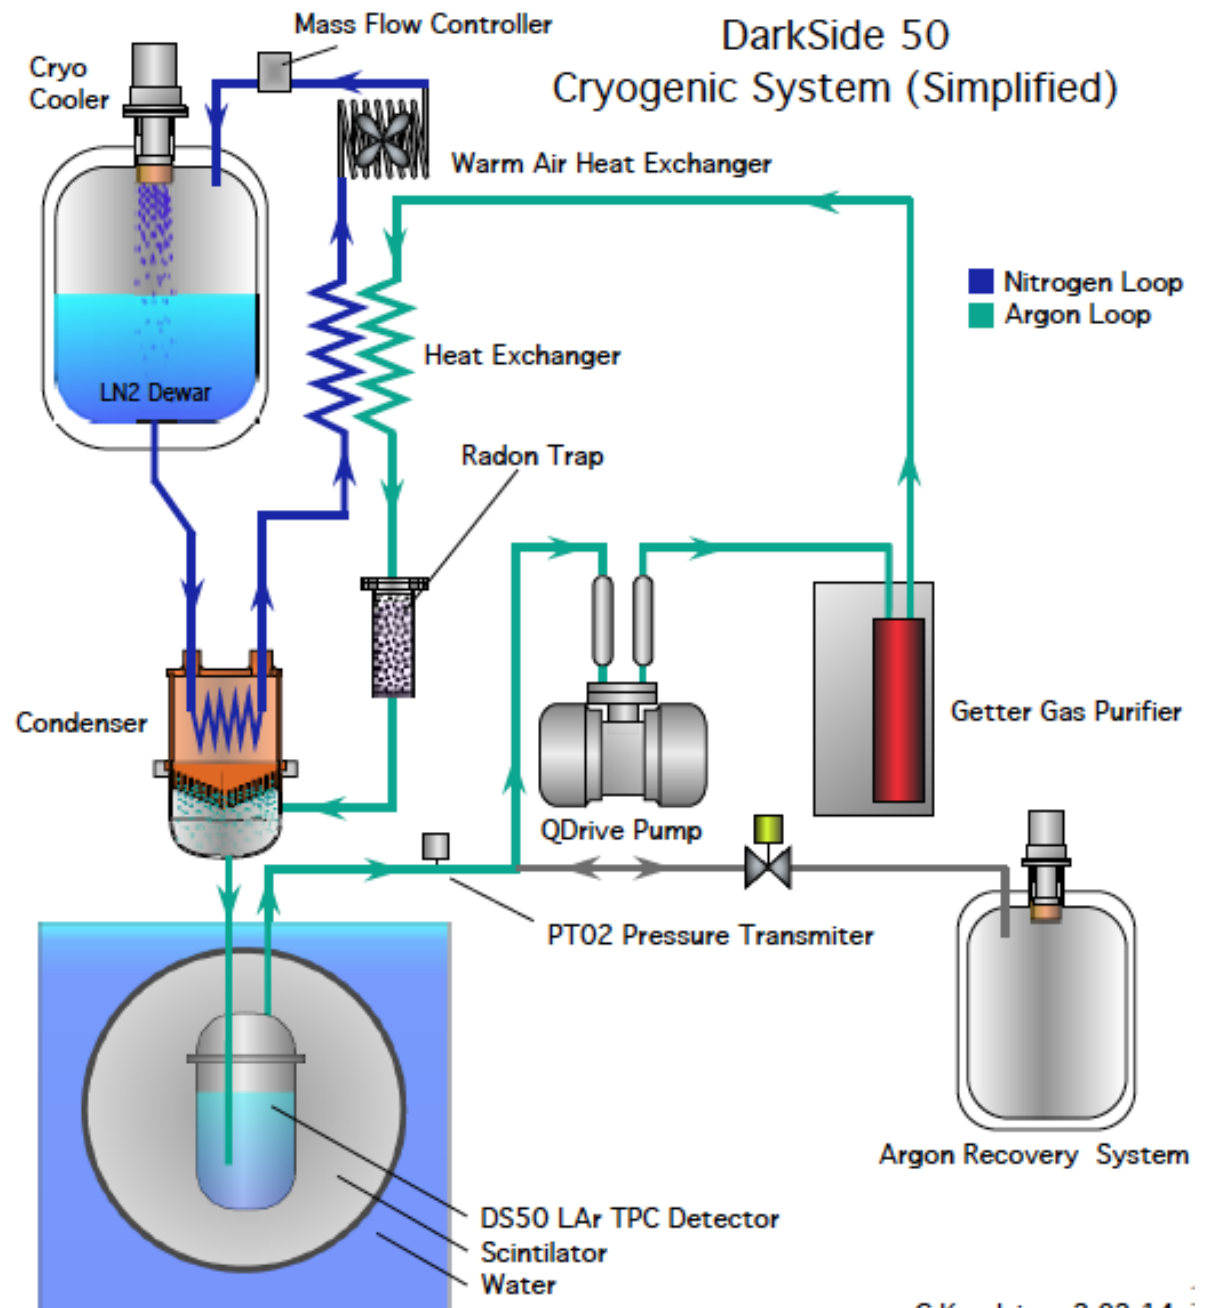 DarkSide 50
Cryogenic System (Simplified)
Mass Flow Controller
Cryo
Cooler
Warm Air Heat Exchanger
Nitrogen Loop
Argon Loop
Heat Exchanger
LN2 Dewar
Radon Trap
Condenser
Getter Gas Purifier
QDrive Pump
PT02 Pressure Transmiter
Argon Recovery System
DS50 LAr TPC Detector
Scintilator
Water